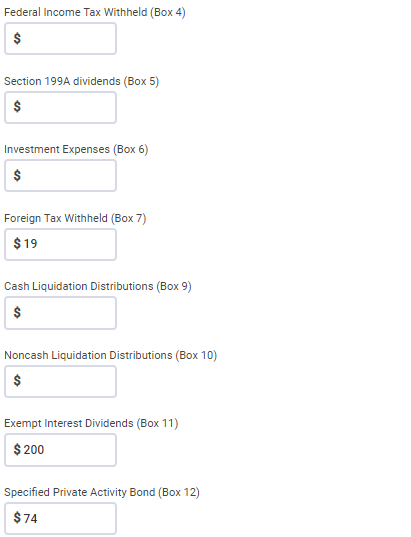 Federal Income Tax Withheld (Box 4)
$
Section 199A dividends (Box 5)
$
Investment Expenses (Box 6)
$
Foreign Tax Withheld (Box 7)
$ 19
Cash Liquidation Distributions (Box 9)
$
Noncash Liquidation Distributions (Box 10)
$
Exempt Interest Dividends (Box 11)
$ 200
Specified Private Activity Bond (Box 12)
$ 74